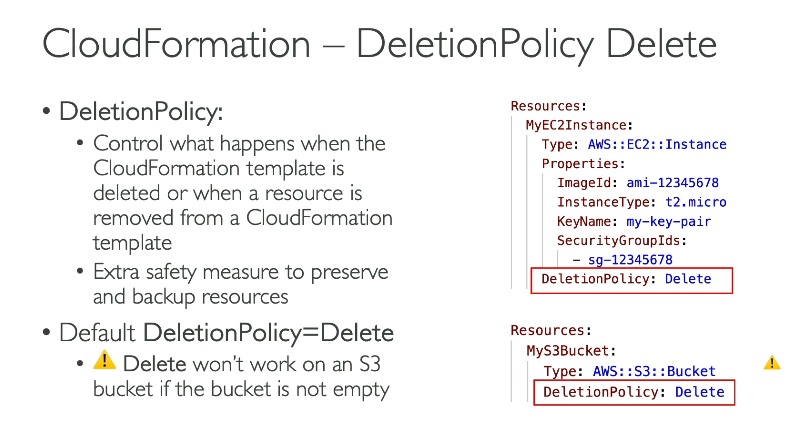 CloudFormation – DeletionPolicy Delete
• DeletionPolicy:
• Control what happens when the
CloudFormation template is
deleted or when a resource is
removed from a CloudFormation
template
• Extra safety measure to preserve
and backup resources
• Default DeletionPolicy=Delete
• ⚠ Delete won't work on an S3
bucket if the bucket is not empty
Resources:
MyEC2Instance:
Type: AWS::EC2::Instance
Properties:
ImageId: ami-12345678
InstanceType: t2.micro
KeyName: my-key-pair
SecurityGroupIds:
- sg-12345678
DeletionPolicy: Delete
Resources:
MyS3Bucket:
Type: AWS::S3::Bucket
DeletionPolicy: Delete